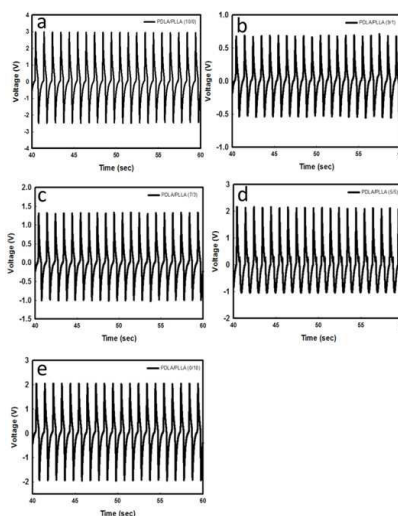 a
PDLA/PLLA (10/0)
4
3
2
1
0
-1
-2
-3
-4
Voltage (V)
40 45 50 55 60
Time (sec)
b
PDLA/PLLA (9/1)
1.0
0.5
0.0
-0.5
-1.0
Voltage (V)
40 45 50 55 60
Time (sec)
c
PDLA/PLLA (7/3)
2.0
1.5
1.0
0.5
0.0
-0.5
-1.0
-1.5
Voltage (V)
40 45 50 55 60
Time (sec)
d
PDLA/PLLA (5/5)
3
2
1
0
-1
-2
Voltage (V)
40 45 50 55 60
Time (sec)
e
PDLA/PLLA (0/10)
3
2
1
0
-1
-2
Voltage (V)
40 45 50 55 60
Time (sec)